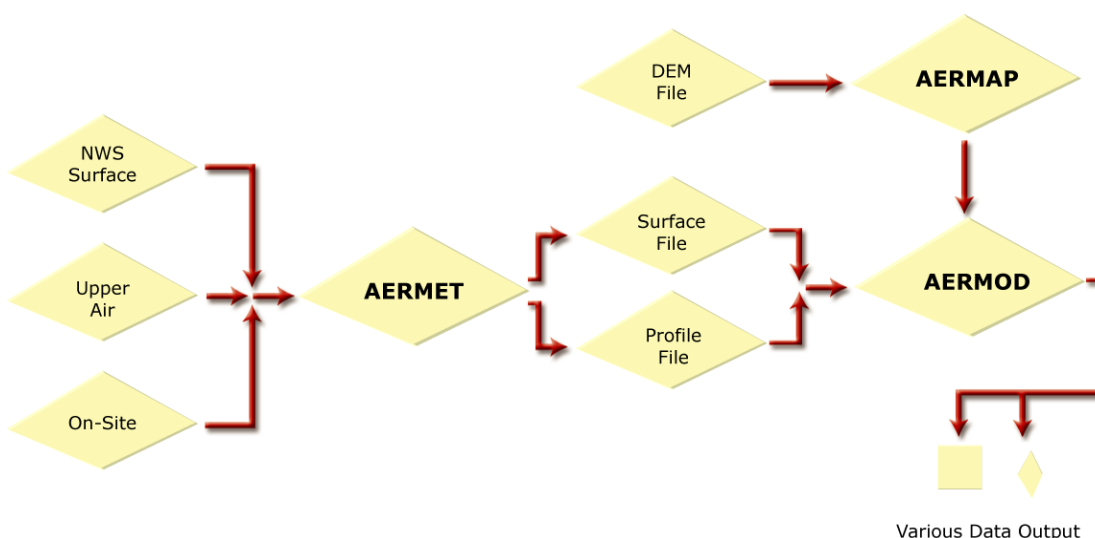 DEM
File
AERMAP
NWS
Surface
Surface
File
Upper
Air
AERMET
AERMOD
Profile
File
On-Site
Various Data Output